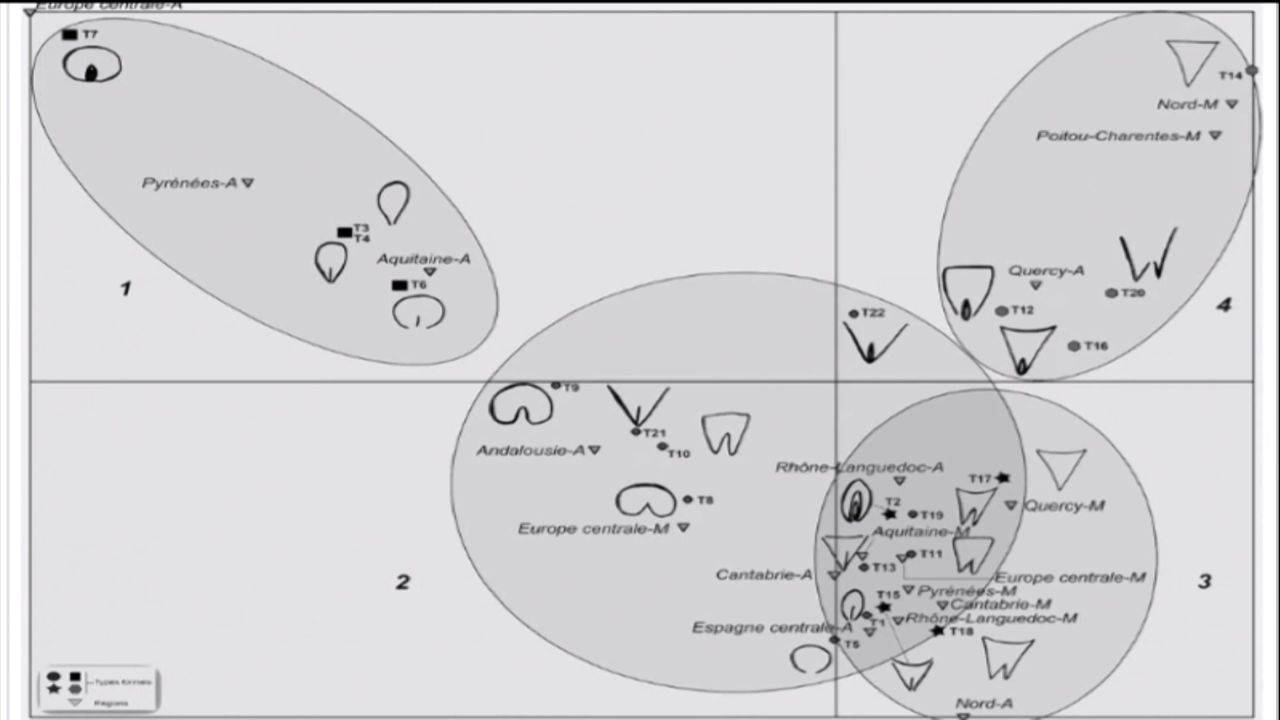 Europe centrale-A
T7
T14
Nord-M
Poitou-Charentes-M
Pyrénées-A
T3
T4
Aquitaine-A
T6
1
Quercy-A
T20
T12
4
T22
T16
T9
T21
Andalousie-A
T10
Rhône-Languedoc-A
T17
T8
T2
Quercy-M
T19
Europe centrale-M
Aquitaine-M
T11
T13
Cantabrie-A
Europe centrale-M
2
3
Pyrénées-M
T15
Cantabrie-M
Rhône-Languedoc-M
T1
Espagne centrale-A
T18
T5
Types formels
Régions
Nord-A